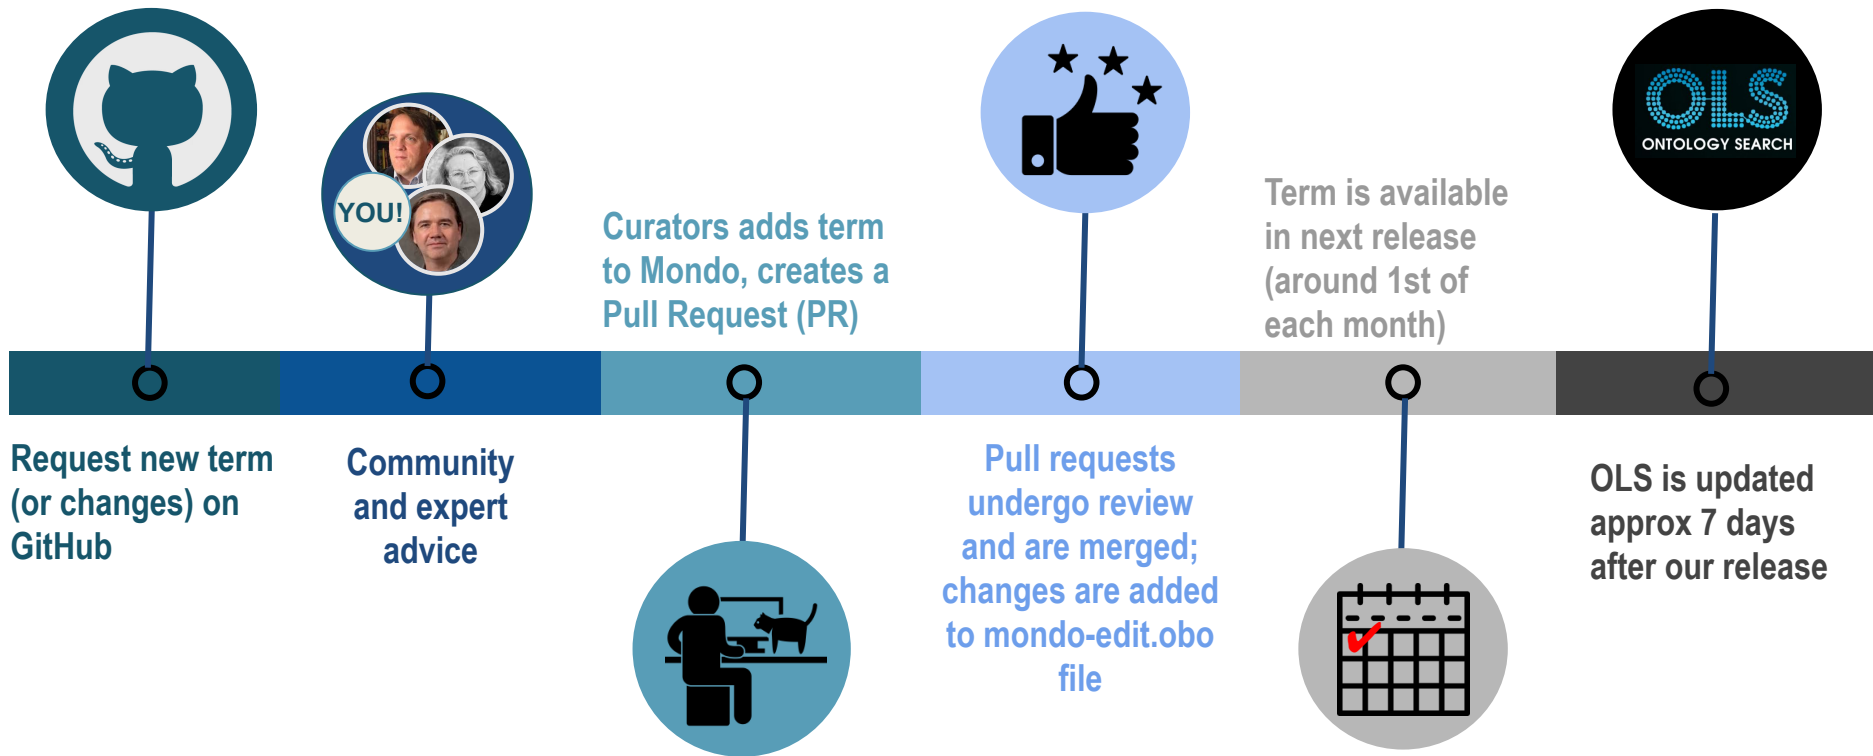 Request new term
(or changes) on
GitHub
YOU!
Community
and expert
advice
Curators adds term
to Mondo, creates a
Pull Request (PR)
Pull requests
undergo review
and are merged;
changes are added
to mondo-edit.obo
file
Term is available
in next release
(around 1st of
each month)
OLS
ONTOLOGY SEARCH
OLS is updated
approx 7 days
after our release